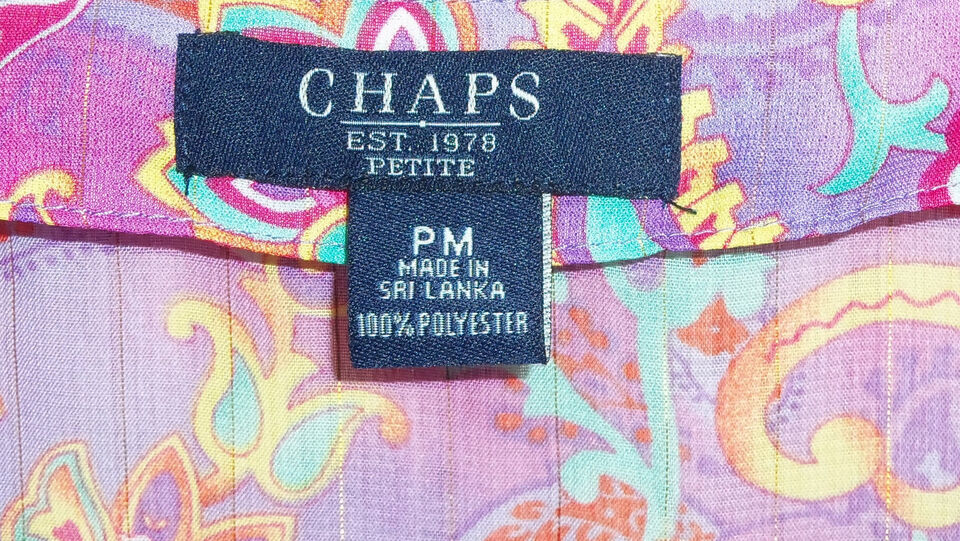 CHAPS
EST. 1978
PETITE
PM
MADE IN
SRI LANKA
100% POLYESTER